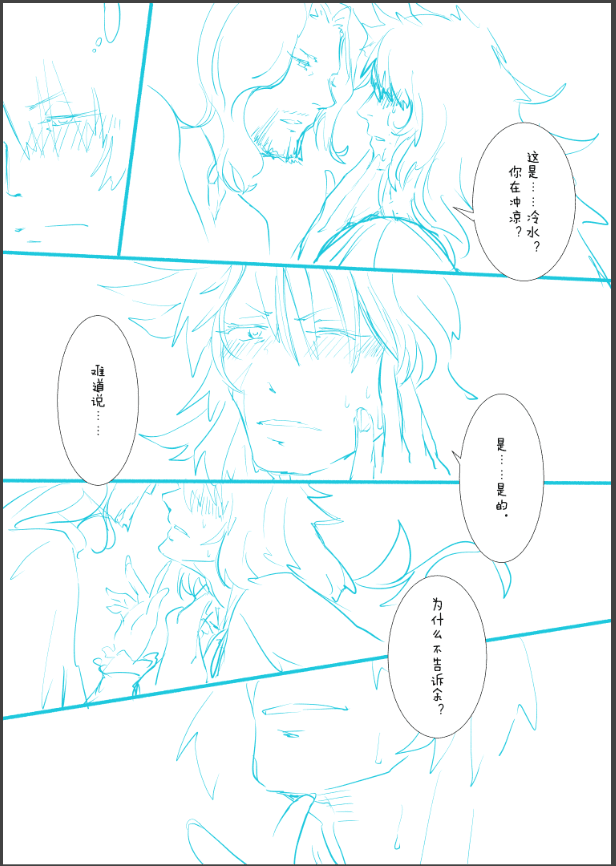 这是……冷水？
你在冲凉？
难道说……
是……是的。
为什么不告诉余？